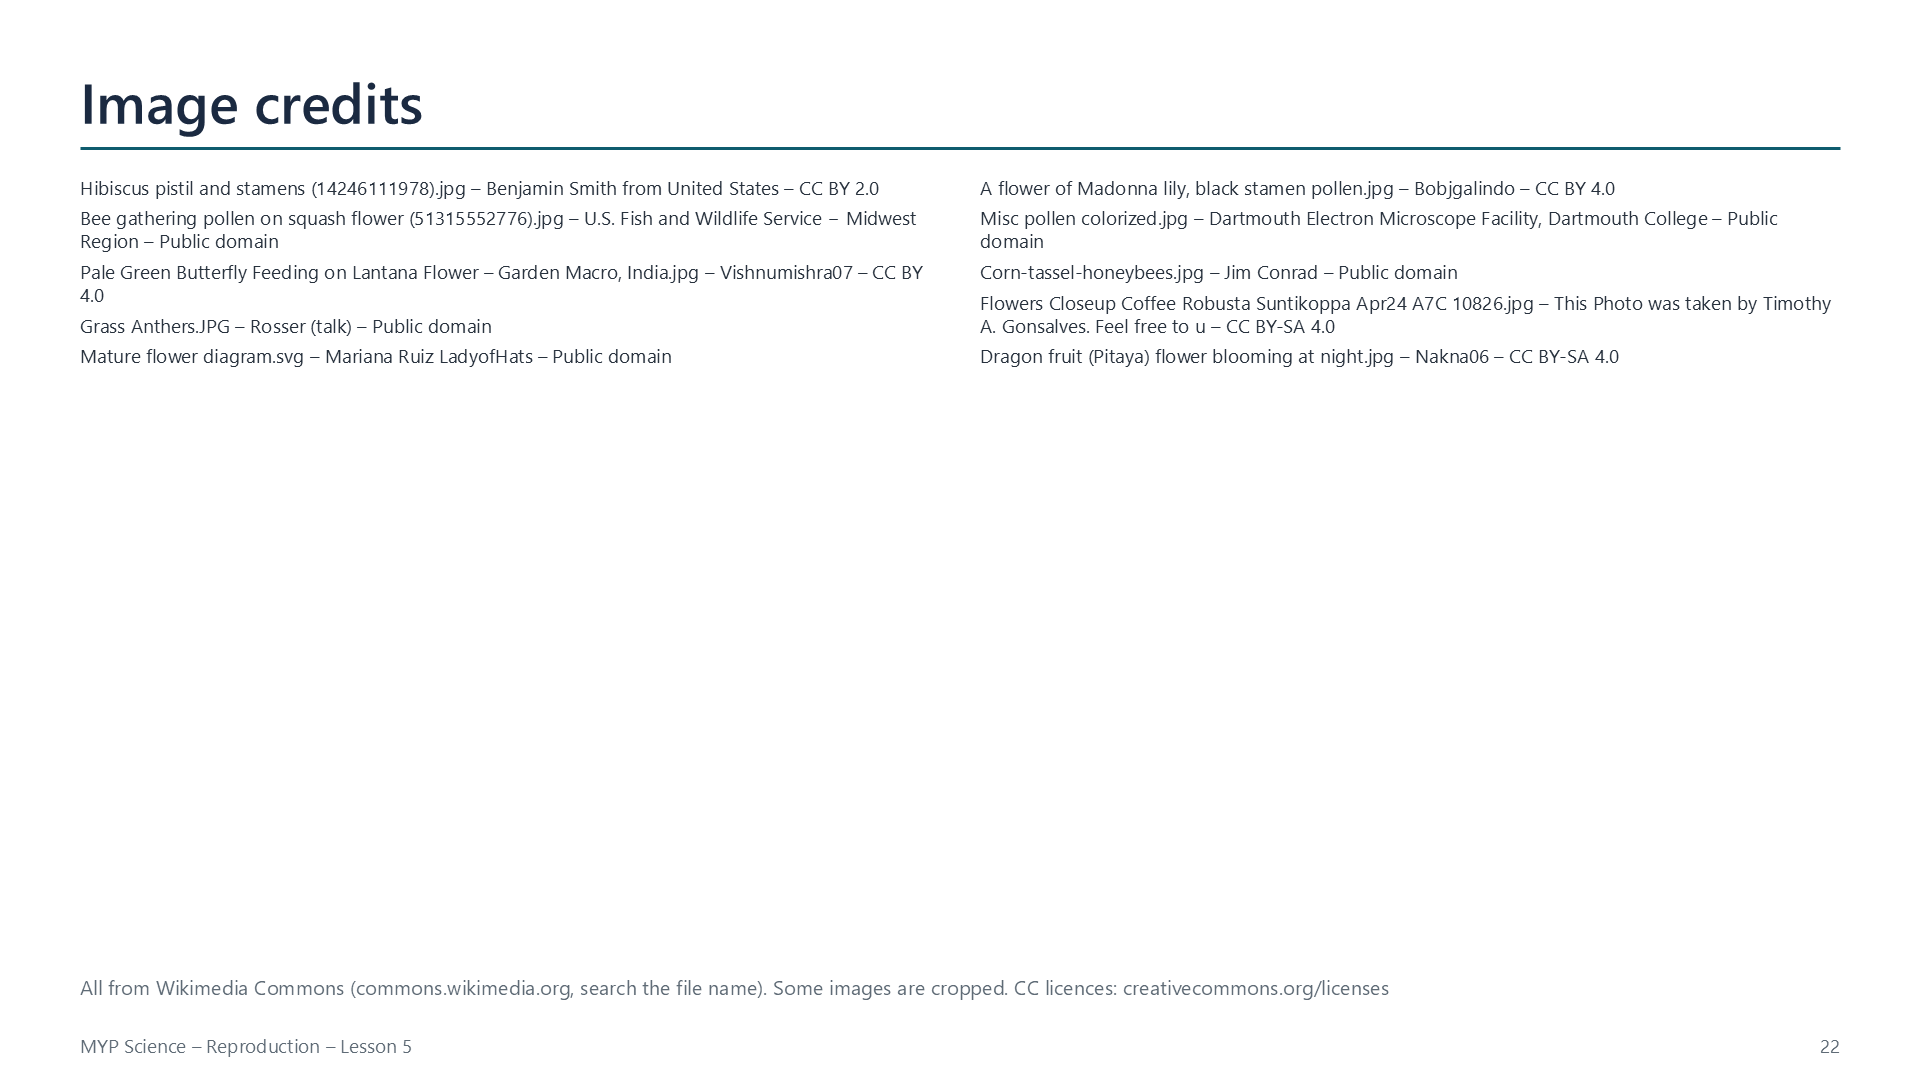 Image credits
Hibiscus pistil and stamens (14246111978).jpg – Benjamin Smith from United States – CC BY 2.0
Bee gathering pollen on squash flower (51315552776).jpg – U.S. Fish and Wildlife Service – Midwest
Region – Public domain
Pale Green Butterfly Feeding on Lantana Flower – Garden Macro, India.jpg – Vishnumishra07 – CC BY
4.0
Grass Anthers.JPG – Rosser (talk) – Public domain
Mature flower diagram.svg – Mariana Ruiz LadyofHats – Public domain
A flower of Madonna lily, black stamen pollen.jpg – Bobjgalindo – CC BY 4.0
Misc pollen colorized.jpg – Dartmouth Electron Microscope Facility, Dartmouth College – Public
domain
Corn-tassel-honeybees.jpg – Jim Conrad – Public domain
Flowers Closeup Coffee Robusta Suntikoppa Apr24 A7C 10826.jpg – This Photo was taken by Timothy
A. Gonsalves. Feel free to u – CC BY-SA 4.0
Dragon fruit (Pitaya) flower blooming at night.jpg – Nakna06 – CC BY-SA 4.0
All from Wikimedia Commons (commons.wikimedia.org, search the file name). Some images are cropped. CC licences: creativecommons.org/licenses
MYP Science – Reproduction – Lesson 5
22